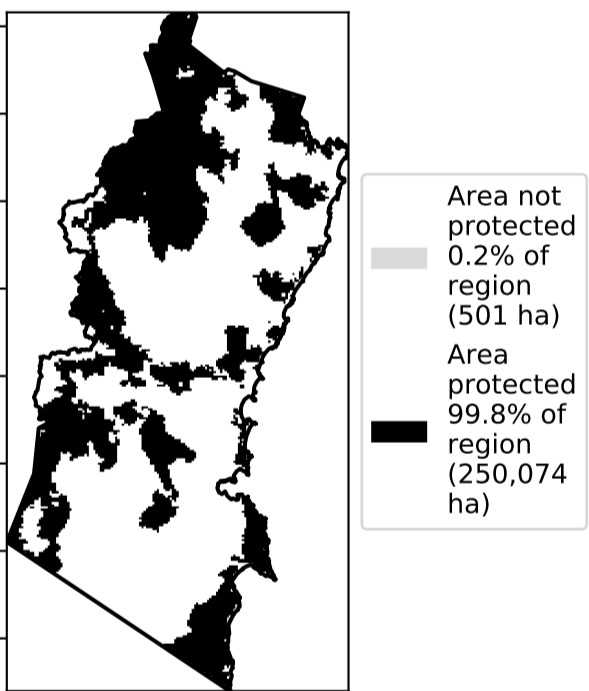 Area not
protected
0.2% of
region
(501 ha)
Area
protected
99.8% of
region
(250,074
ha)